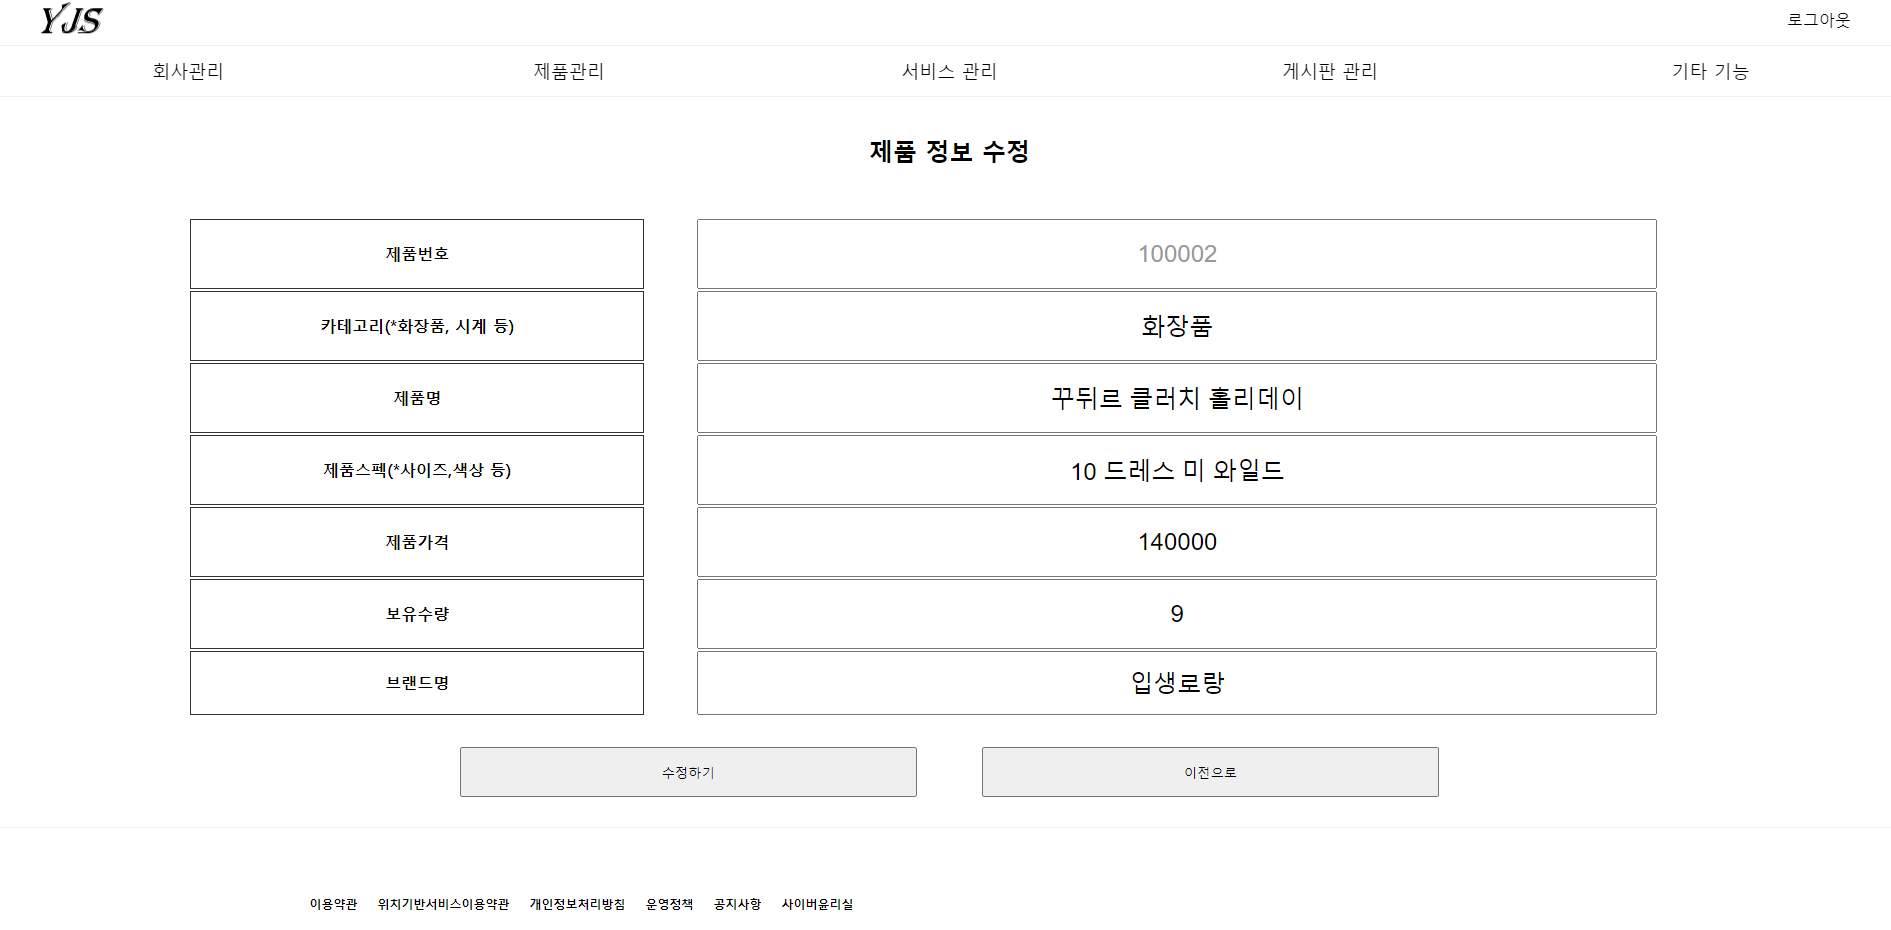 YJS
로그아웃
회사관리 제품관리 서비스 관리 게시판 관리 기타 기능
제품 정보 수정
제품번호 100002
카테고리(*화장품, 시계 등) 화장품
제품명 꾸뛰르 클러치 홀리데이
제품스펙(*사이즈,색상 등) 10 드레스 미 와일드
제품가격 140000
보유수량 9
브랜드명 입생로랑
수정하기 이전으로
이용약관 위치기반서비스이용약관 개인정보처리방침 운영정책 공지사항 사이버윤리실